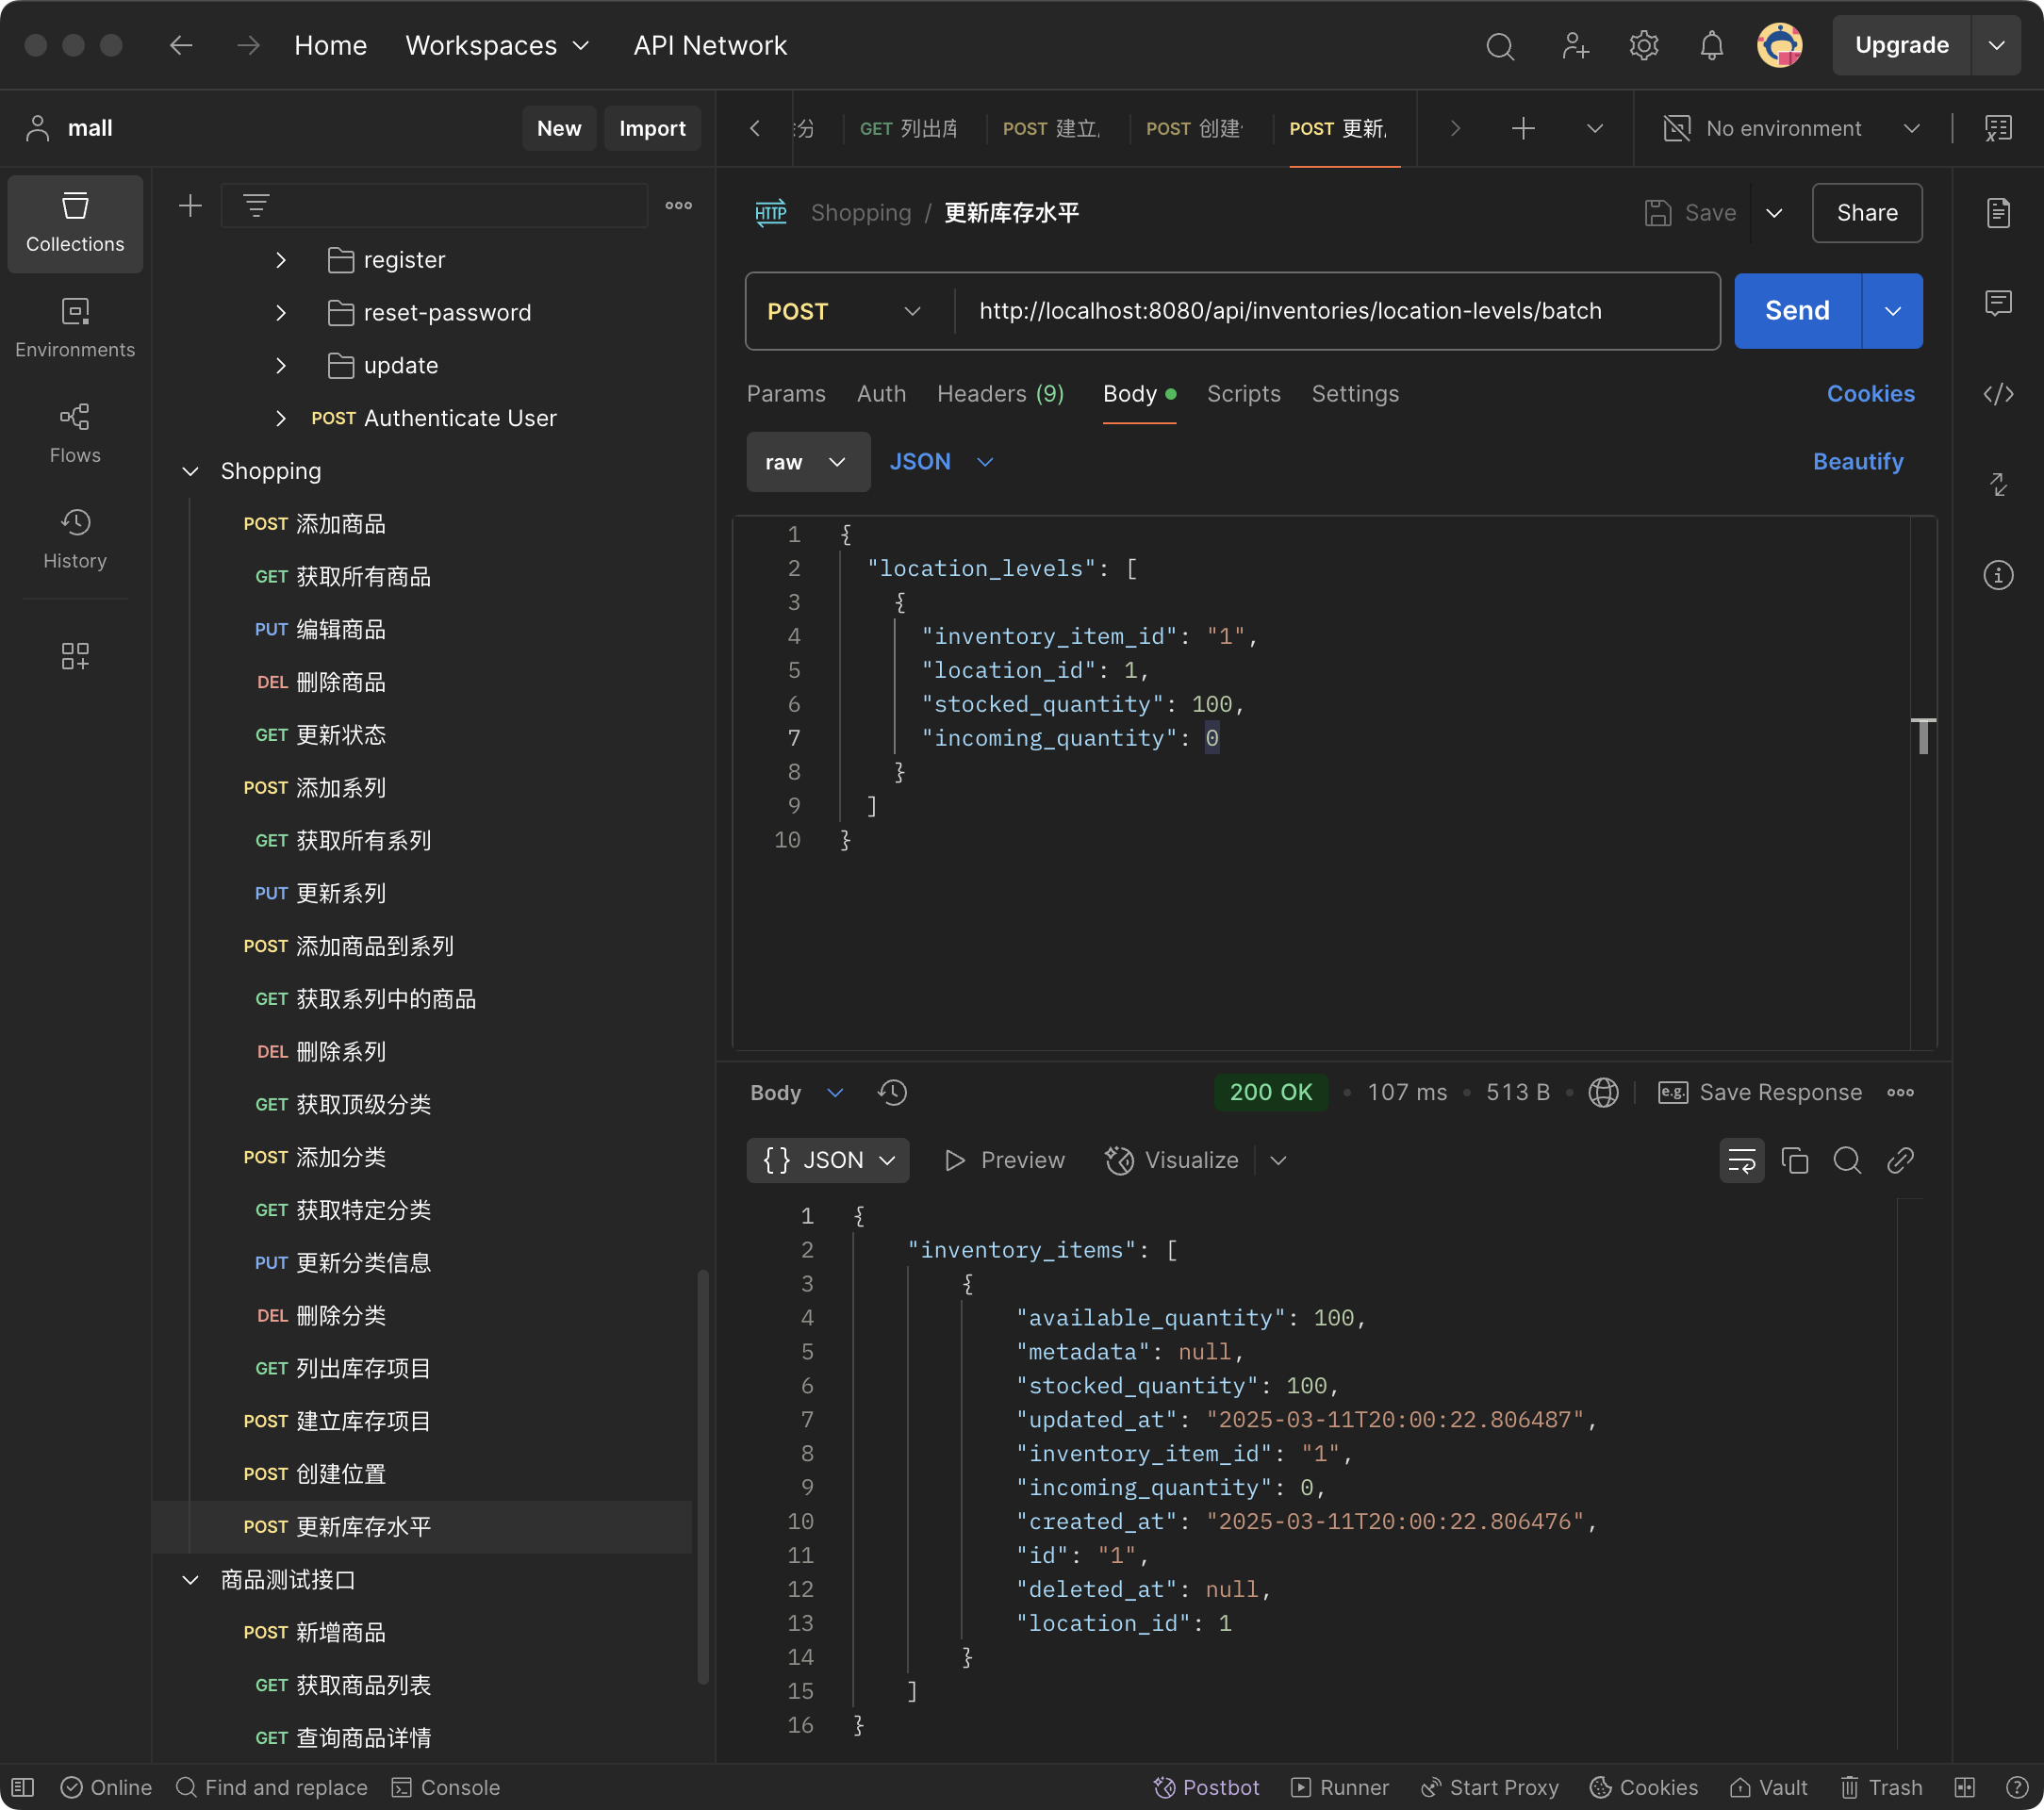 Home Workspaces API Network Upgrade
mall New Import
GET 列出库 POST 建立 POST 创建 POST 更新 No environment
Collections
Environments
Flows
History
register
reset-password
update
POST Authenticate User
Shopping
POST 添加商品
GET 获取所有商品
PUT 编辑商品
DEL 删除商品
GET 更新状态
POST 添加系列
GET 获取所有系列
PUT 更新系列
POST 添加商品到系列
GET 获取系列中的商品
DEL 删除系列
GET 获取顶级分类
POST 添加分类
GET 获取特定分类
PUT 更新分类信息
DEL 删除分类
GET 列出库存项目
POST 建立库存项目
POST 创建位置
POST 更新库存水平
商品测试接口
POST 新增商品
GET 获取商品列表
GET 查询商品详情
HTTP Shopping / 更新库存水平 Save Share
POST http://localhost:8080/api/inventories/location-levels/batch Send
Params Auth Headers (9) Body Scripts Settings Cookies
raw JSON Beautify
1 {
2 "location_levels": [
3 {
4 "inventory_item_id": "1",
5 "location_id": 1,
6 "stocked_quantity": 100,
7 "incoming_quantity": 0
8 }
9 ]
10 }
Body 200 OK • 107 ms • 513 B • e.g. Save Response
{} JSON Preview Visualize
1 {
2 "inventory_items": [
3 {
4 "available_quantity": 100,
5 "metadata": null,
6 "stocked_quantity": 100,
7 "updated_at": "2025-03-11T20:00:22.806487",
8 "inventory_item_id": "1",
9 "incoming_quantity": 0,
10 "created_at": "2025-03-11T20:00:22.806476",
11 "id": "1",
12 "deleted_at": null,
13 "location_id": 1
14 }
15 ]
16 }
Online Find and replace Console Postbot Runner Start Proxy Cookies Vault Trash